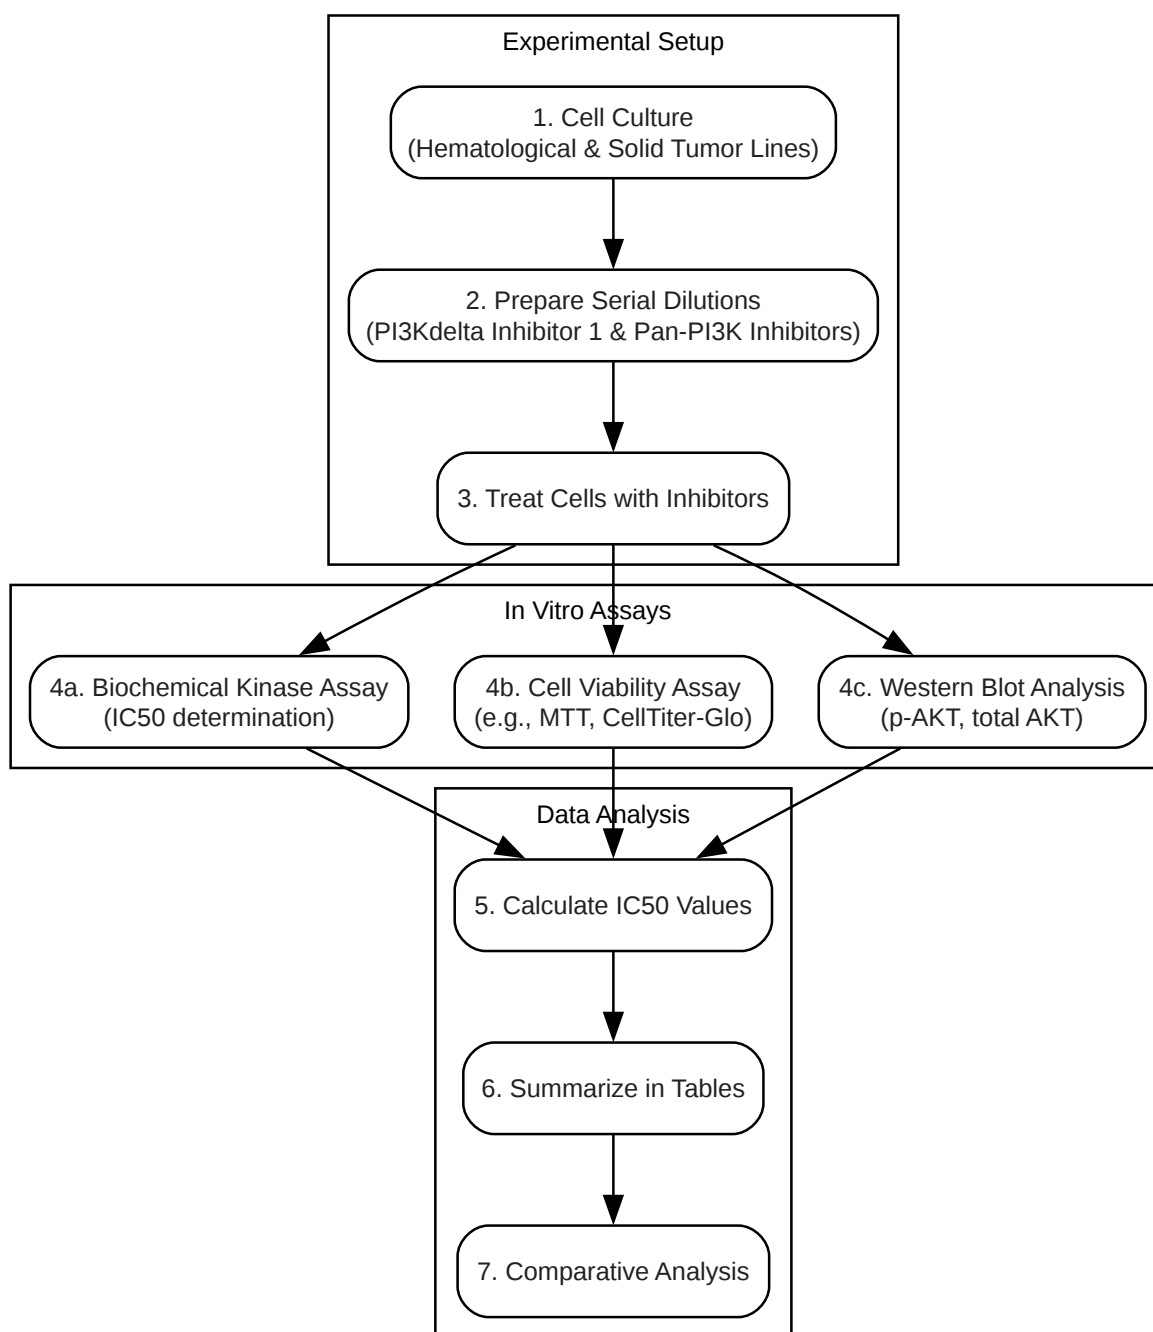 Experimental Setup
1. Cell Culture
(Hematological & Solid Tumor Lines)
2. Prepare Serial Dilutions
(PI3Kdelta Inhibitor 1 & Pan-PI3K Inhibitors)
3. Treat Cells with Inhibitors
In Vitro Assays
4a. Biochemical Kinase Assay
(IC50 determination)
4b. Cell Viability Assay
(e.g., MTT, CellTiter-Glo)
4c. Western Blot Analysis
(p-AKT, total AKT)
Data Analysis
5. Calculate IC50 Values
6. Summarize in Tables
7. Comparative Analysis